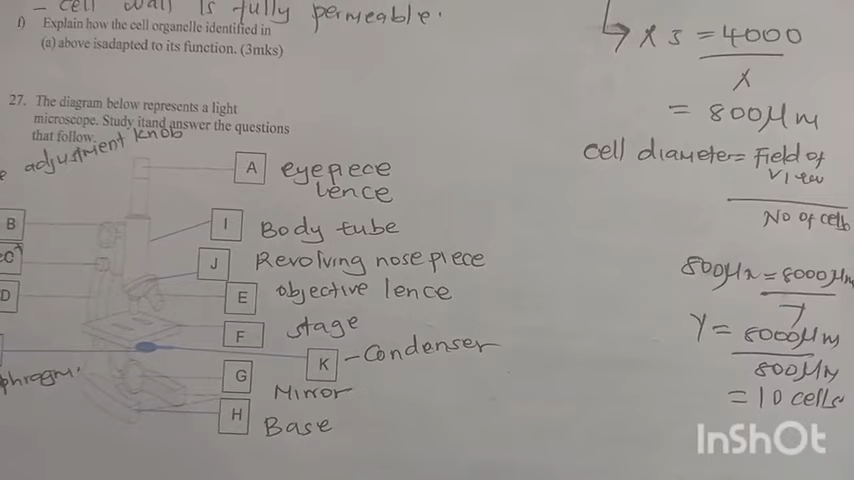 - cell wall is fully permeable.
f) Explain how the cell organelle identified in
(a) above isadapted to its function. (3mks)
27. The diagram below represents a light
microscope. Study itand answer the questions
that follow.
adjustment knob
A eyepiece
lence
B
I Body tube
J Revolving nose piece
D
E objective lence
F stage
K - Condenser
phragm.
G Mirror
H Base
x 5 = 4000
x
= 800μm
cell diameter = Field of
view
No of cells
800μm = 8000μm
y
Y = 8000μm
800μm
= 10 cells
InShOt